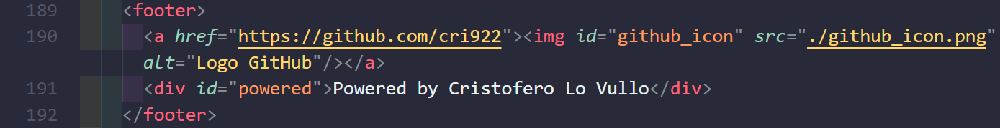 189 <footer>
190 <a href="https://github.com/cri922"><img id="github_icon" src="./github_icon.png"
alt="Logo GitHub"/></a>
191 <div id="powered">Powered by Cristofero Lo Vullo</div>
192 </footer>